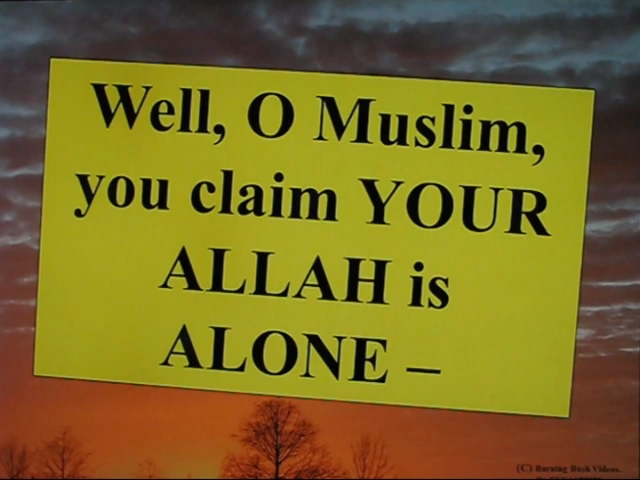 Well, O Muslim,
you claim YOUR
ALLAH is
ALONE –
(C) Burning Bush Videos.